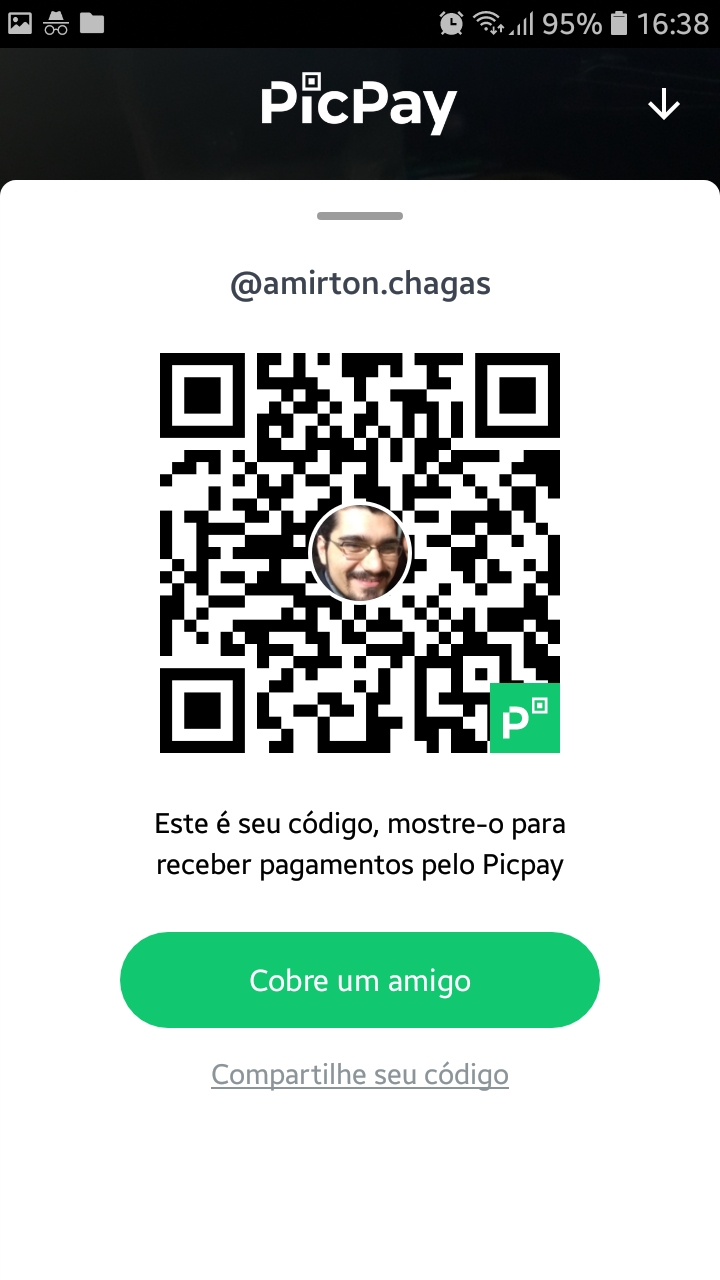 95% 16:38
PicPay
@amirton.chagas
P
Este é seu código, mostre-o para
receber pagamentos pelo Picpay
Cobre um amigo
Compartilhe seu código